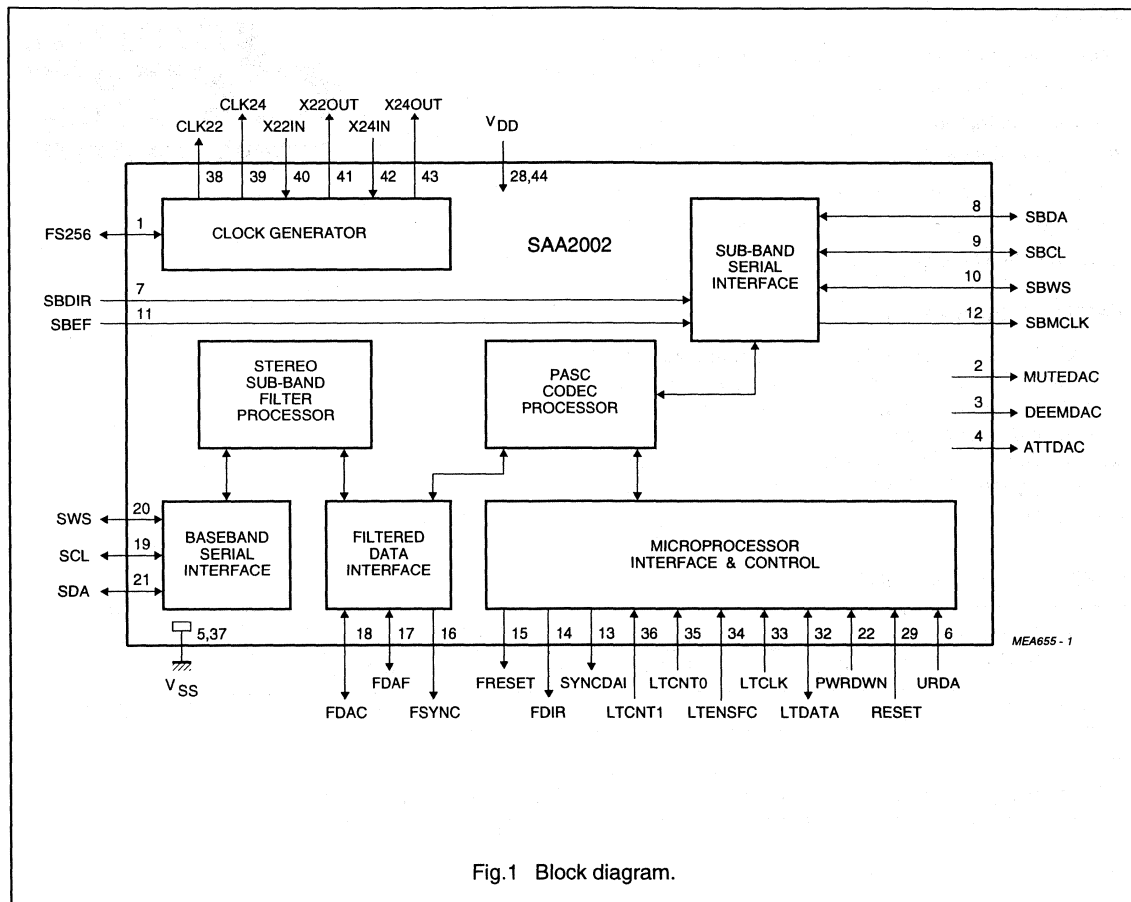 CLK24 X22OUT X24OUT
CLK22 X22IN X24IN VDD
38 39 40 41 42 43 28,44
FS256 1 CLOCK GENERATOR
SAA2002
SUB-BAND
SERIAL
INTERFACE
8 SBDA
9 SBCL
10 SBWS
12 SBMCLK
SBDIR 7
SBEF 11
STEREO
SUB-BAND
FILTER
PROCESSOR
PASC
CODEC
PROCESSOR
2 MUTEDAC
3 DEEMDAC
4 ATTDAC
SWS 20
SCL 19
SDA 21
BASEBAND
SERIAL
INTERFACE
FILTERED
DATA
INTERFACE
MICROPROCESSOR
INTERFACE & CONTROL
5,37 18 17 16 15 14 13 36 35 34 33 32 22 29 6
MEA655 - 1
VSS
FDAF FRESET SYNCDAI LTCNT0 LTCLK PWRDWN URDA
FDAC FSYNC FDIR LTCNT1 LTENSFC LTDATA RESET
Fig.1 Block diagram.